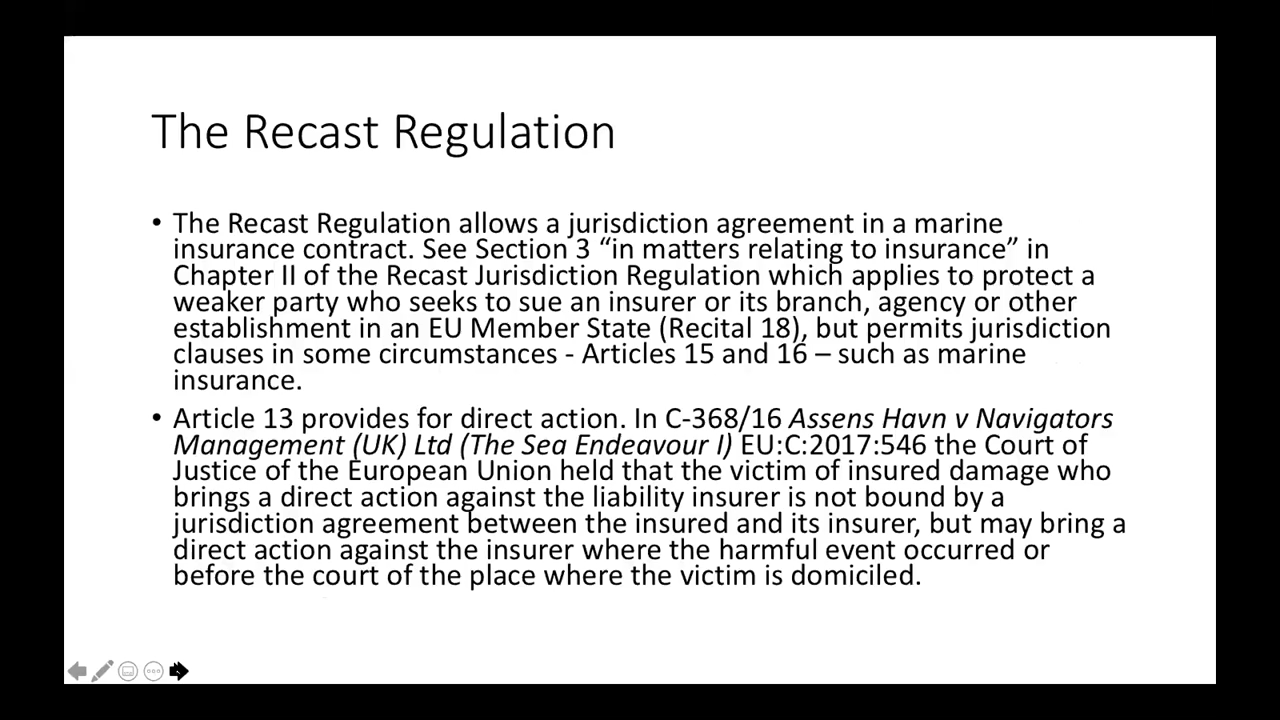 The Recast Regulation
• The Recast Regulation allows a jurisdiction agreement in a marine
insurance contract. See Section 3 “in matters relating to insurance” in
Chapter II of the Recast Jurisdiction Regulation which applies to protect a
weaker party who seeks to sue an insurer or its branch, agency or other
establishment in an EU Member State (Recital 18), but permits jurisdiction
clauses in some circumstances - Articles 15 and 16 – such as marine
insurance.
• Article 13 provides for direct action. In C-368/16 Assens Havn v Navigators
Management (UK) Ltd (The Sea Endeavour I) EU:C:2017:546 the Court of
Justice of the European Union held that the victim of insured damage who
brings a direct action against the liability insurer is not bound by a
jurisdiction agreement between the insured and its insurer, but may bring a
direct action against the insurer where the harmful event occurred or
before the court of the place where the victim is domiciled.